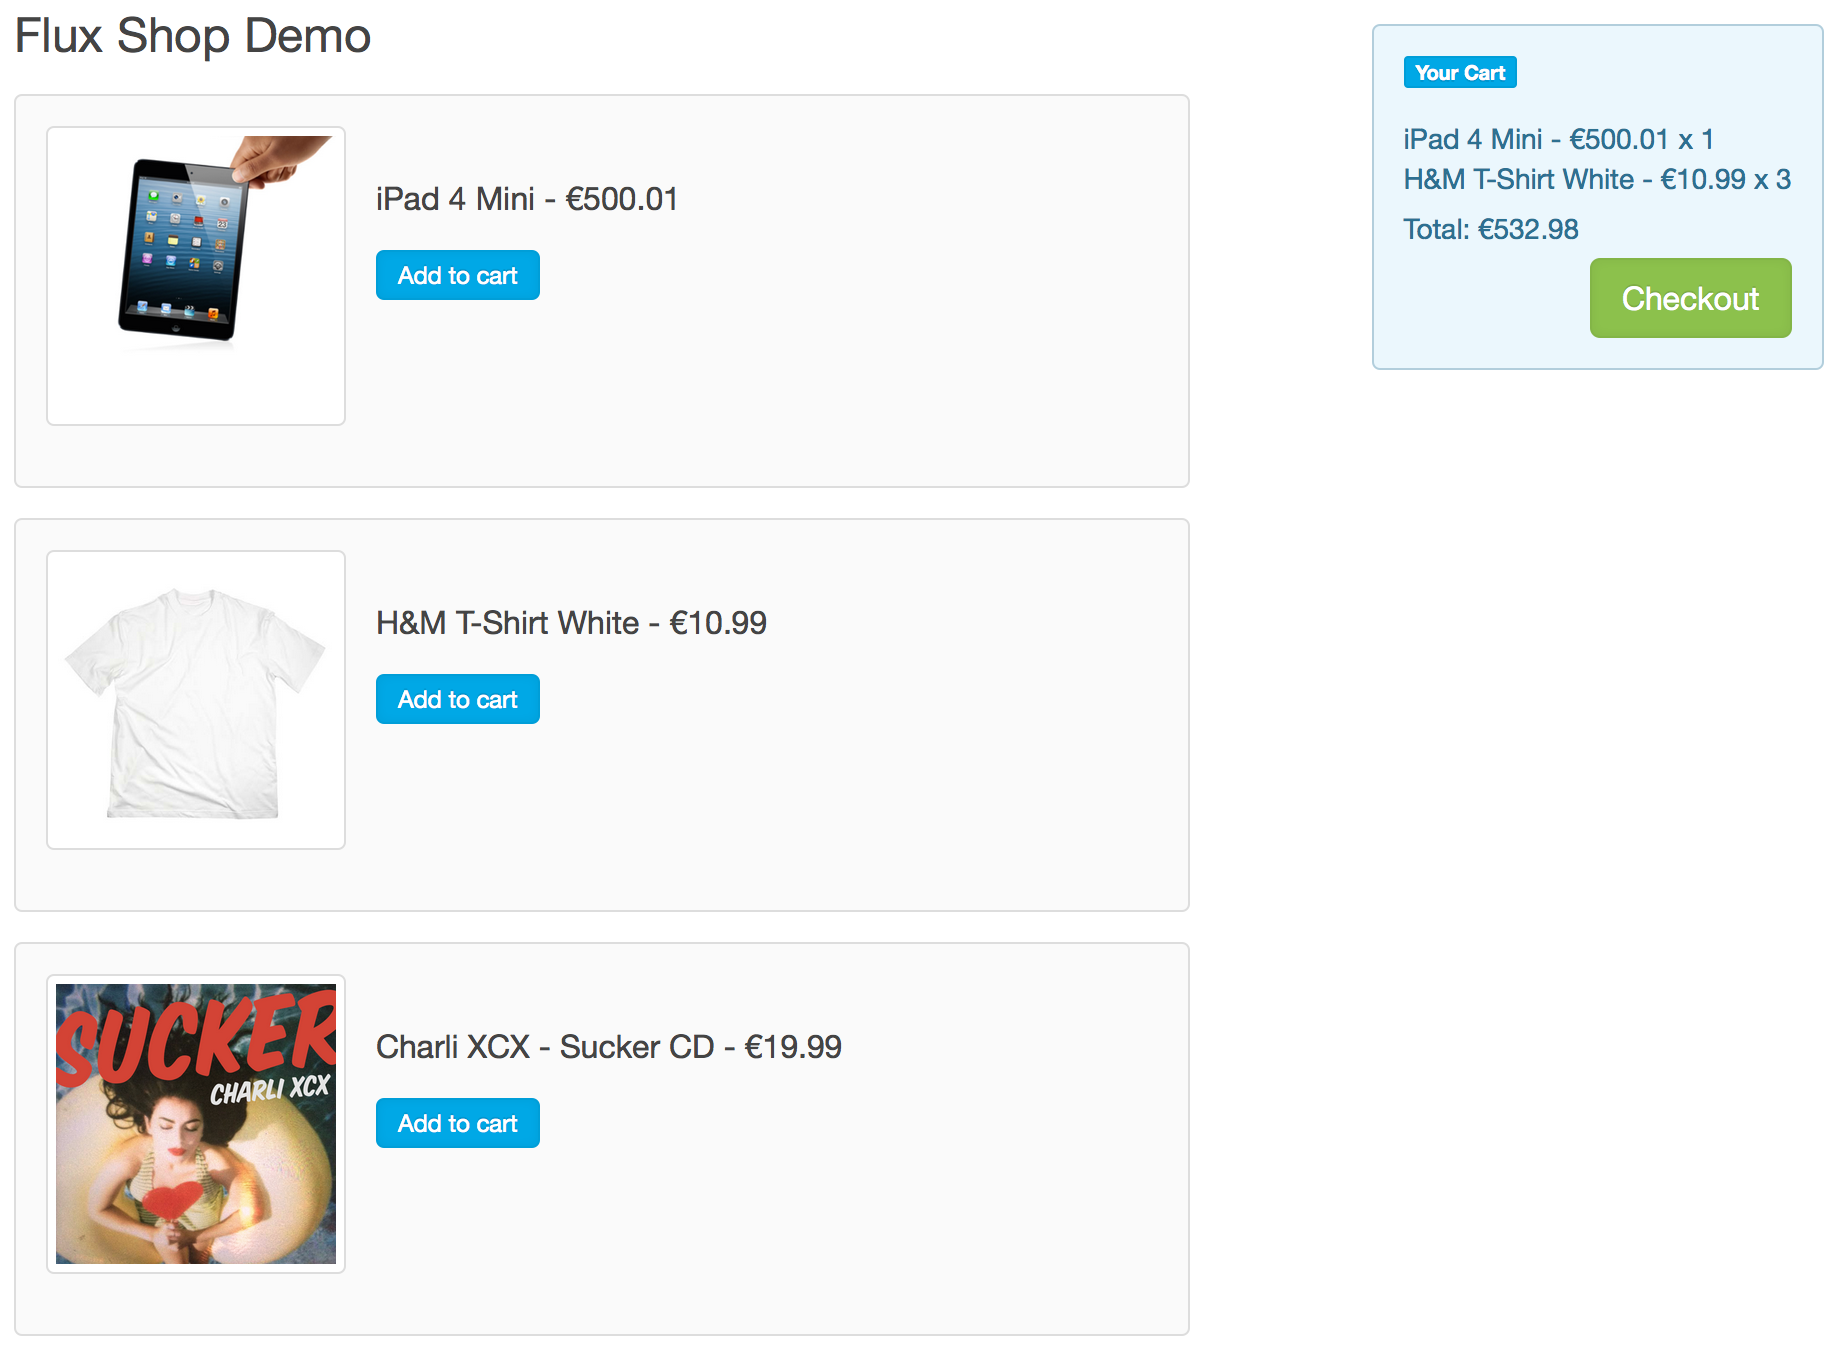 Flux Shop Demo
iPad 4 Mini - €500.01
Add to cart
H&M T-Shirt White - €10.99
Add to cart
SUCKER
CHARLI XCX
Charli XCX - Sucker CD - €19.99
Add to cart
Your Cart
iPad 4 Mini - €500.01 x 1
H&M T-Shirt White - €10.99 x 3
Total: €532.98
Checkout